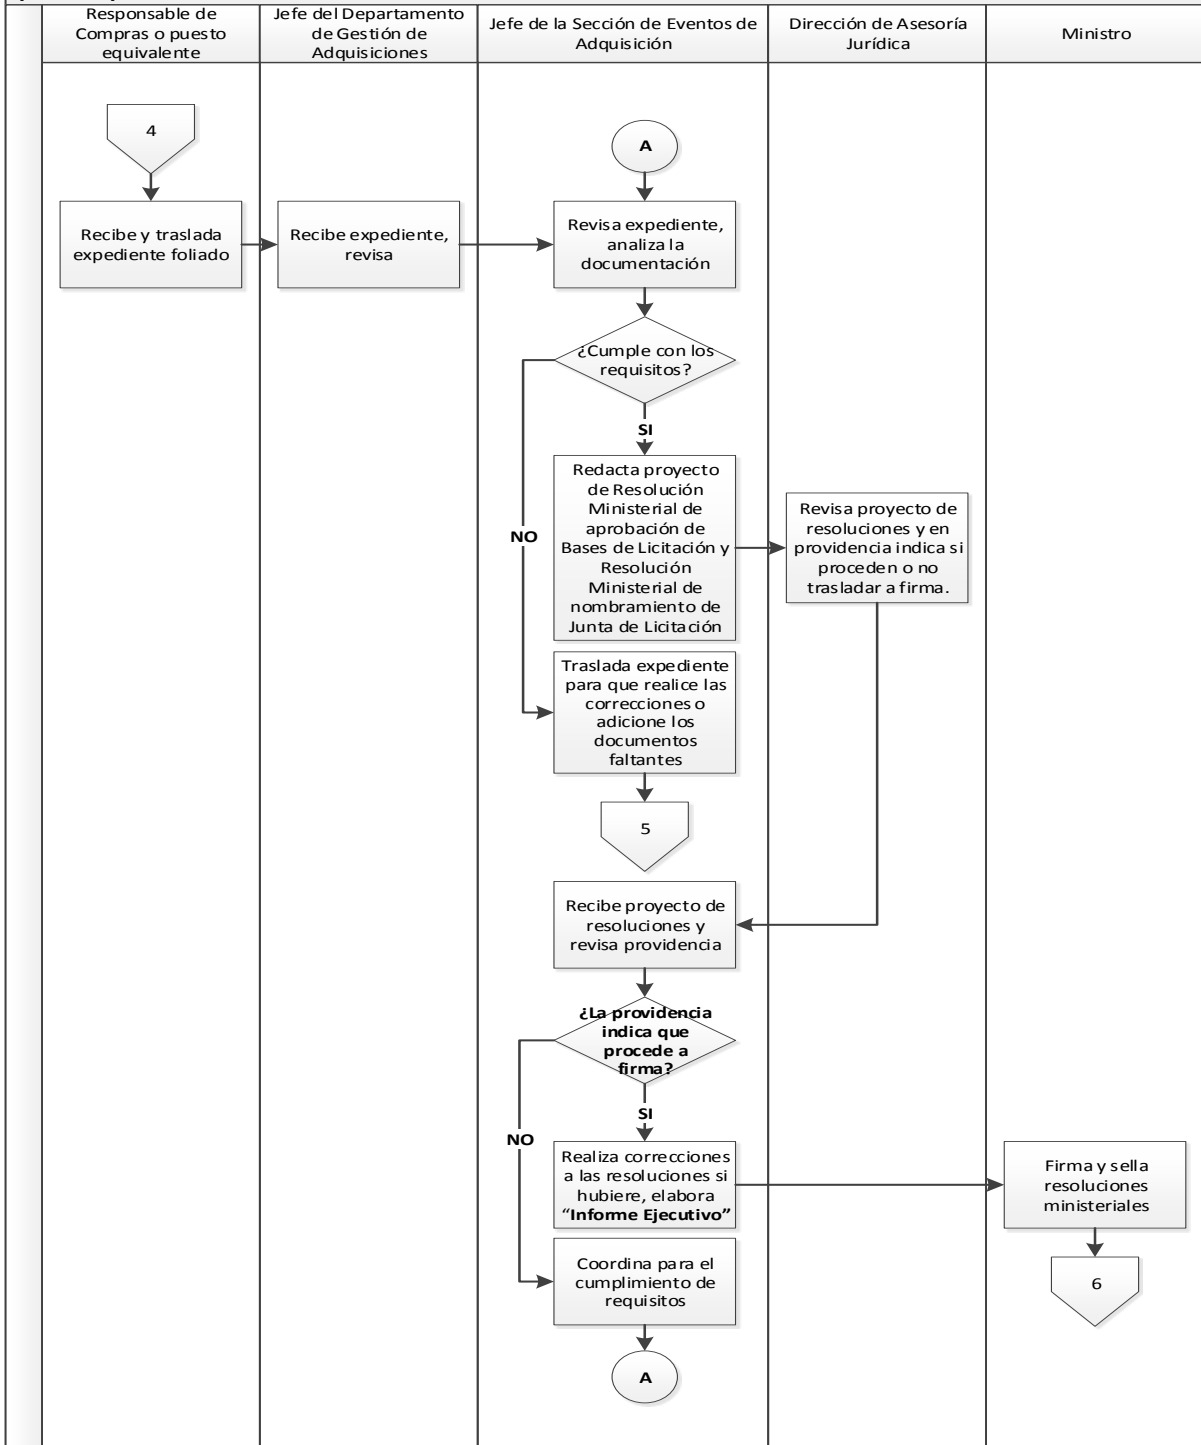 Responsable de
Compras o puesto
equivalente
Jefe del Departamento
de Gestión de
Adquisiciones
Jefe de la Sección de Eventos de
Adquisición
Dirección de Asesoría
Jurídica
Ministro
4
A
Recibe y traslada
expediente foliado
Recibe expediente,
revisa
Revisa expediente,
analiza la
documentación
¿Cumple con los
requisitos?
SI
NO
Redacta proyecto
de Resolución
Ministerial de
aprobación de
Bases de Licitación y
Resolución
Ministerial de
nombramiento de
Junta de Licitación
Revisa proyecto de
resoluciones y en
providencia indica si
proceden o no
trasladar a firma.
Traslada expediente
para que realice las
correcciones o
adicione los
documentos
faltantes
5
Recibe proyecto de
resoluciones y
revisa providencia
¿La providencia
indica que
procede a
firma?
SI
NO
Realiza correcciones
a las resoluciones si
hubiere, elabora
“Informe Ejecutivo”
Firma y sella
resoluciones
ministeriales
Coordina para el
cumplimiento de
requisitos
6
A